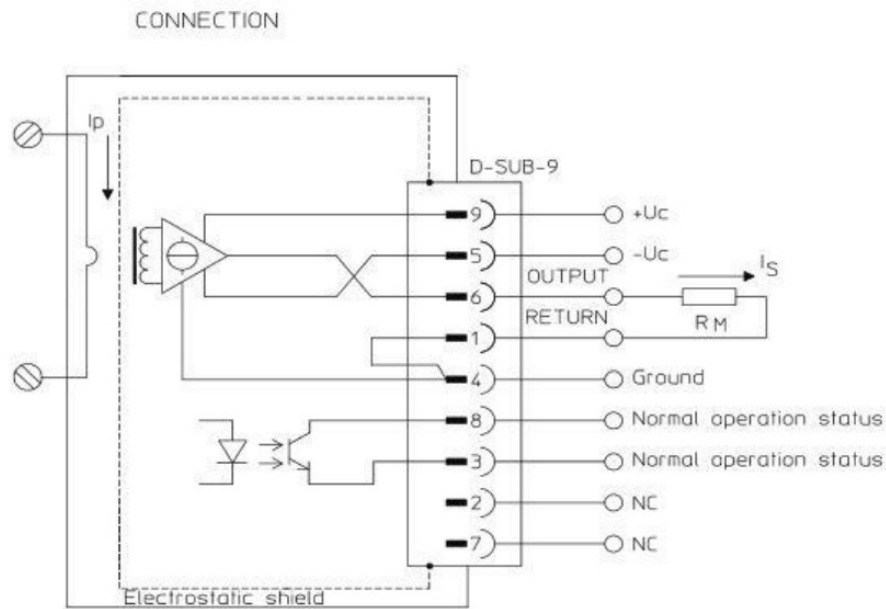 CONNECTION
Ip
D-SUB-9
9 +Uc
5 -Uc
OUTPUT IS
6
RETURN RM
1
4 Ground
8 Normal operation status
3 Normal operation status
2 NC
7 NC
Electrostatic shield